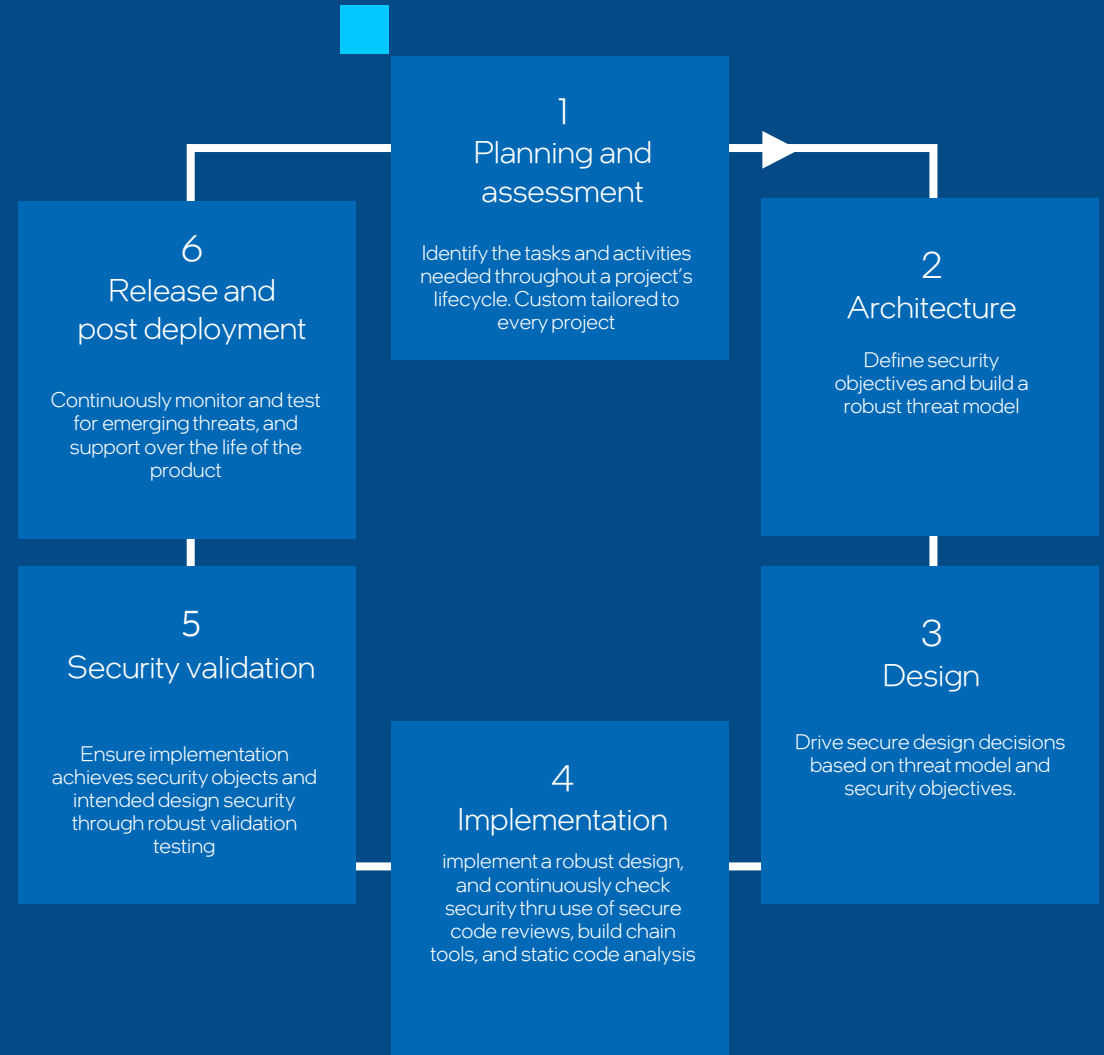 1
Planning and
assessment
Identify the tasks and activities
needed throughout a project's
lifecycle. Custom tailored to
every project
2
Architecture
Define security
objectives and build a
robust threat model
3
Design
Drive secure design decisions
based on threat model and
security objectives.
4
Implementation
implement a robust design,
and continuously check
security thru use of secure
code reviews, build chain
tools, and static code analysis
5
Security validation
Ensure implementation
achieves security objects and
intended design security
through robust validation
testing
6
Release and
post deployment
Continuously monitor and test
for emerging threats, and
support over the life of the
product